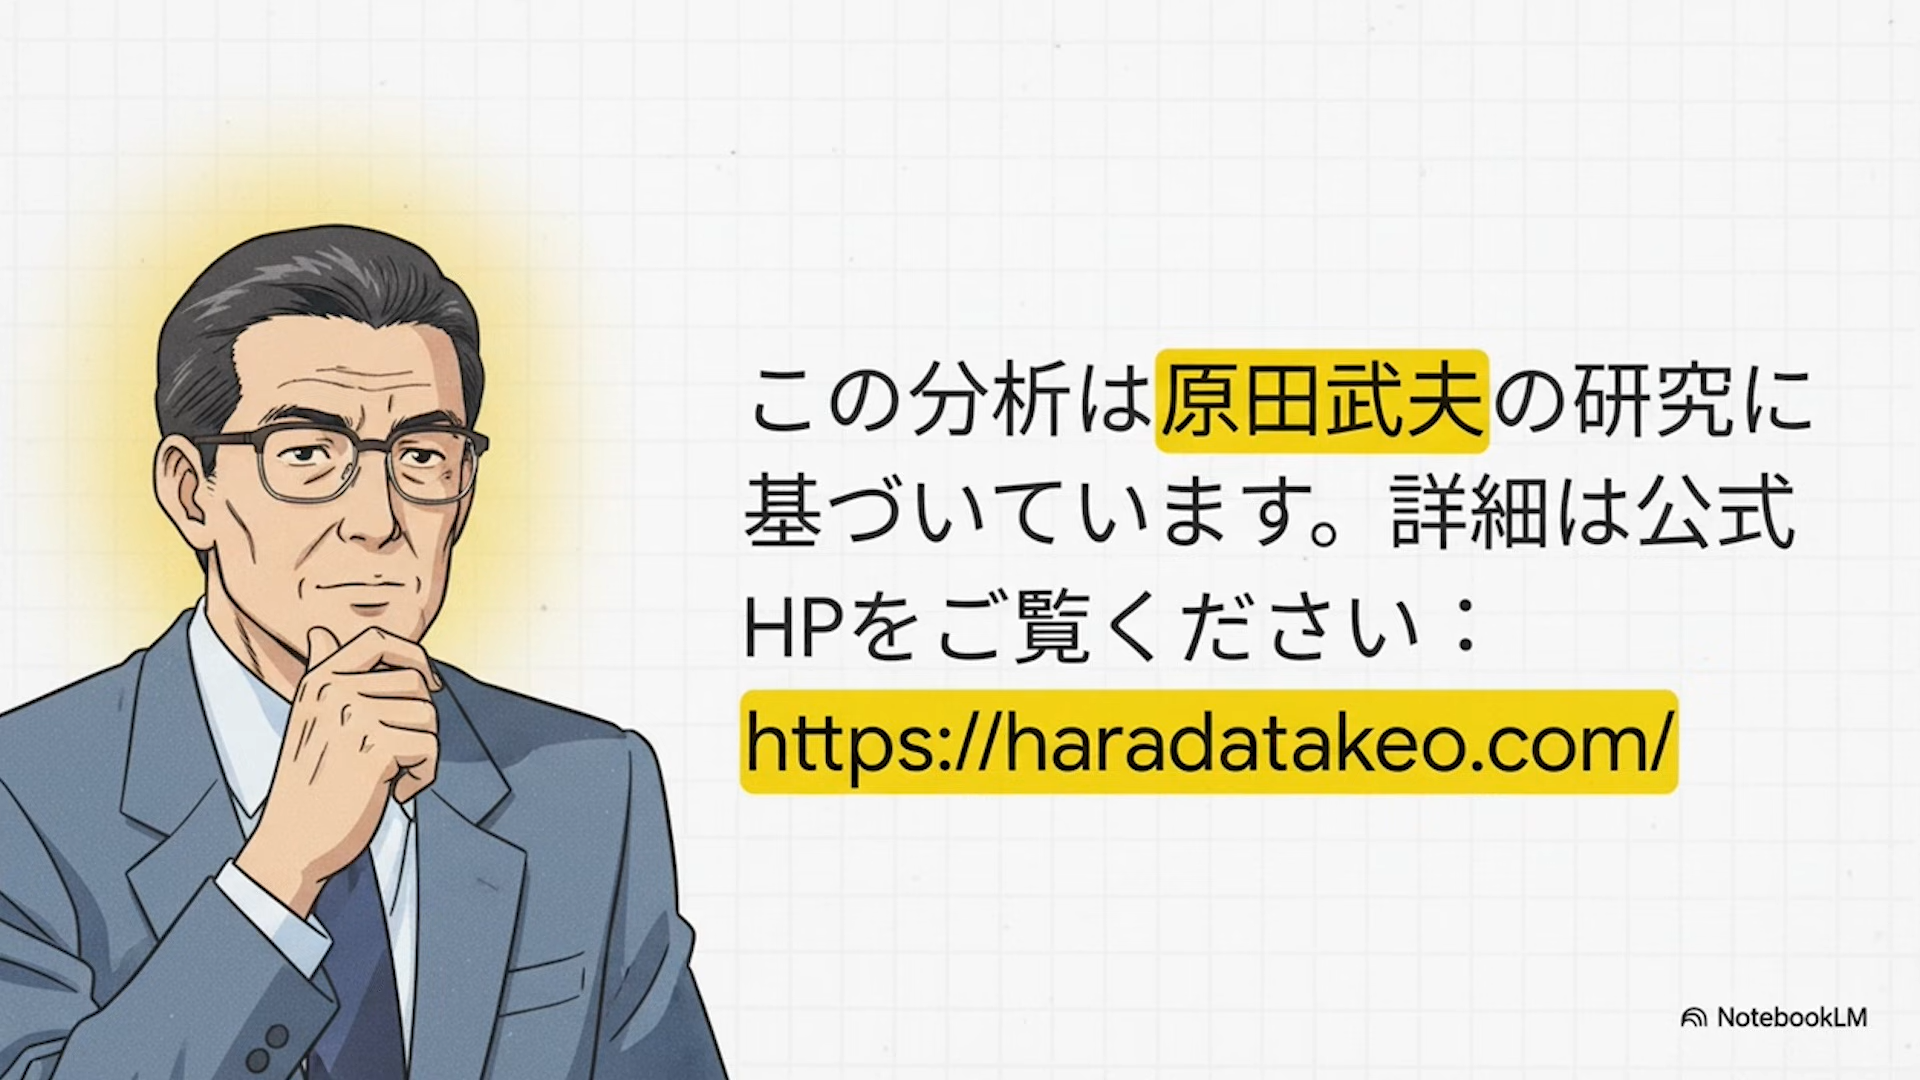 この分析は原田武夫の研究に
基づいています。詳細は公式
HPをご覧ください：
https://haradatakeo.com/
NotebookLM